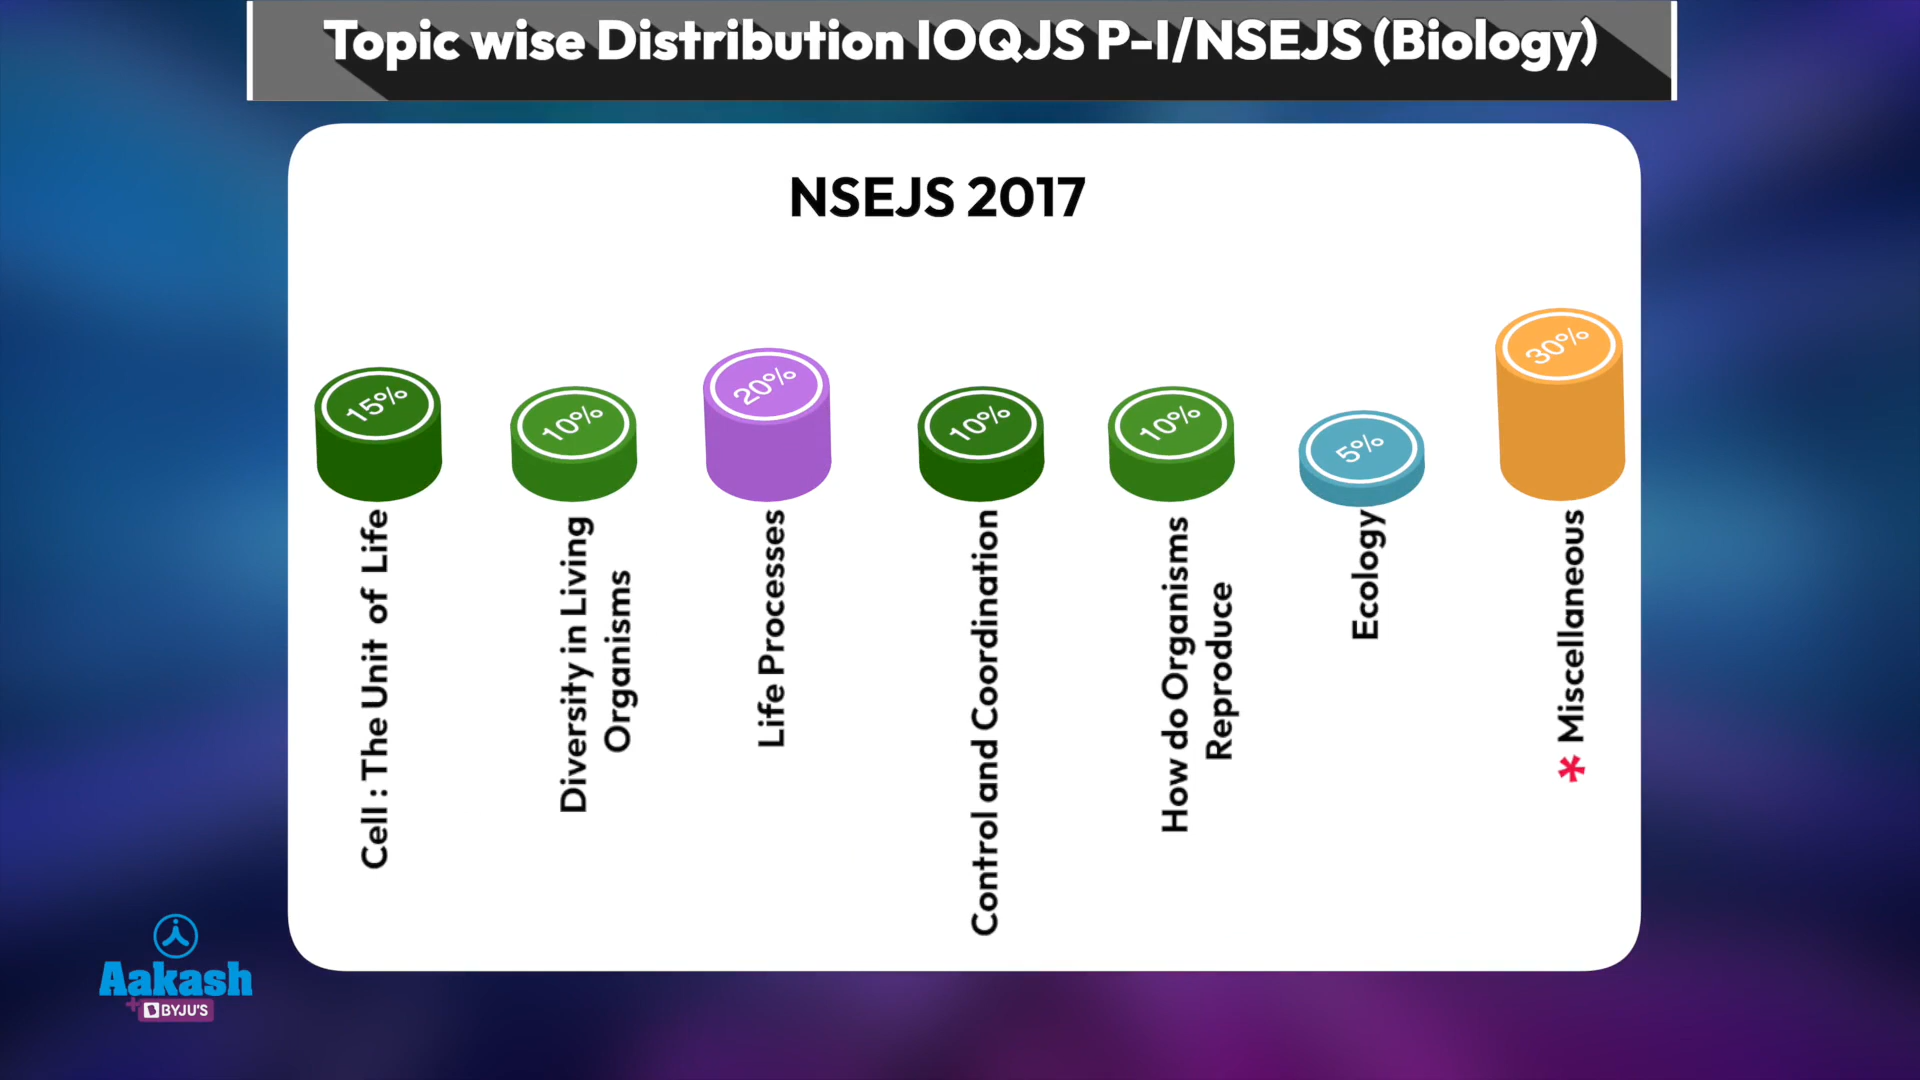 Topic wise Distribution IOQJS P-I/NSEJS (Biology)
NSEJS 2017
15%
10%
20%
10%
10%
5%
30%
Cell : The Unit of Life
Diversity in Living
Organisms
Life Processes
Control and Coordination
How do Organisms
Reproduce
Ecology
* Miscellaneous
Aakash
+ BYJU'S